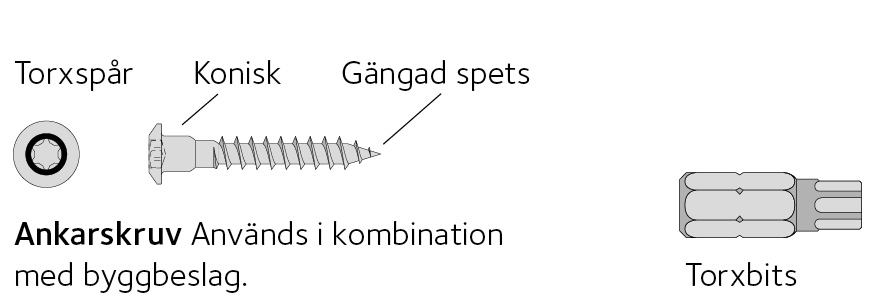 Torxspår
Konisk
Gängad spets
Ankarskruv Används i kombination
med byggbeslag.
Torxbits